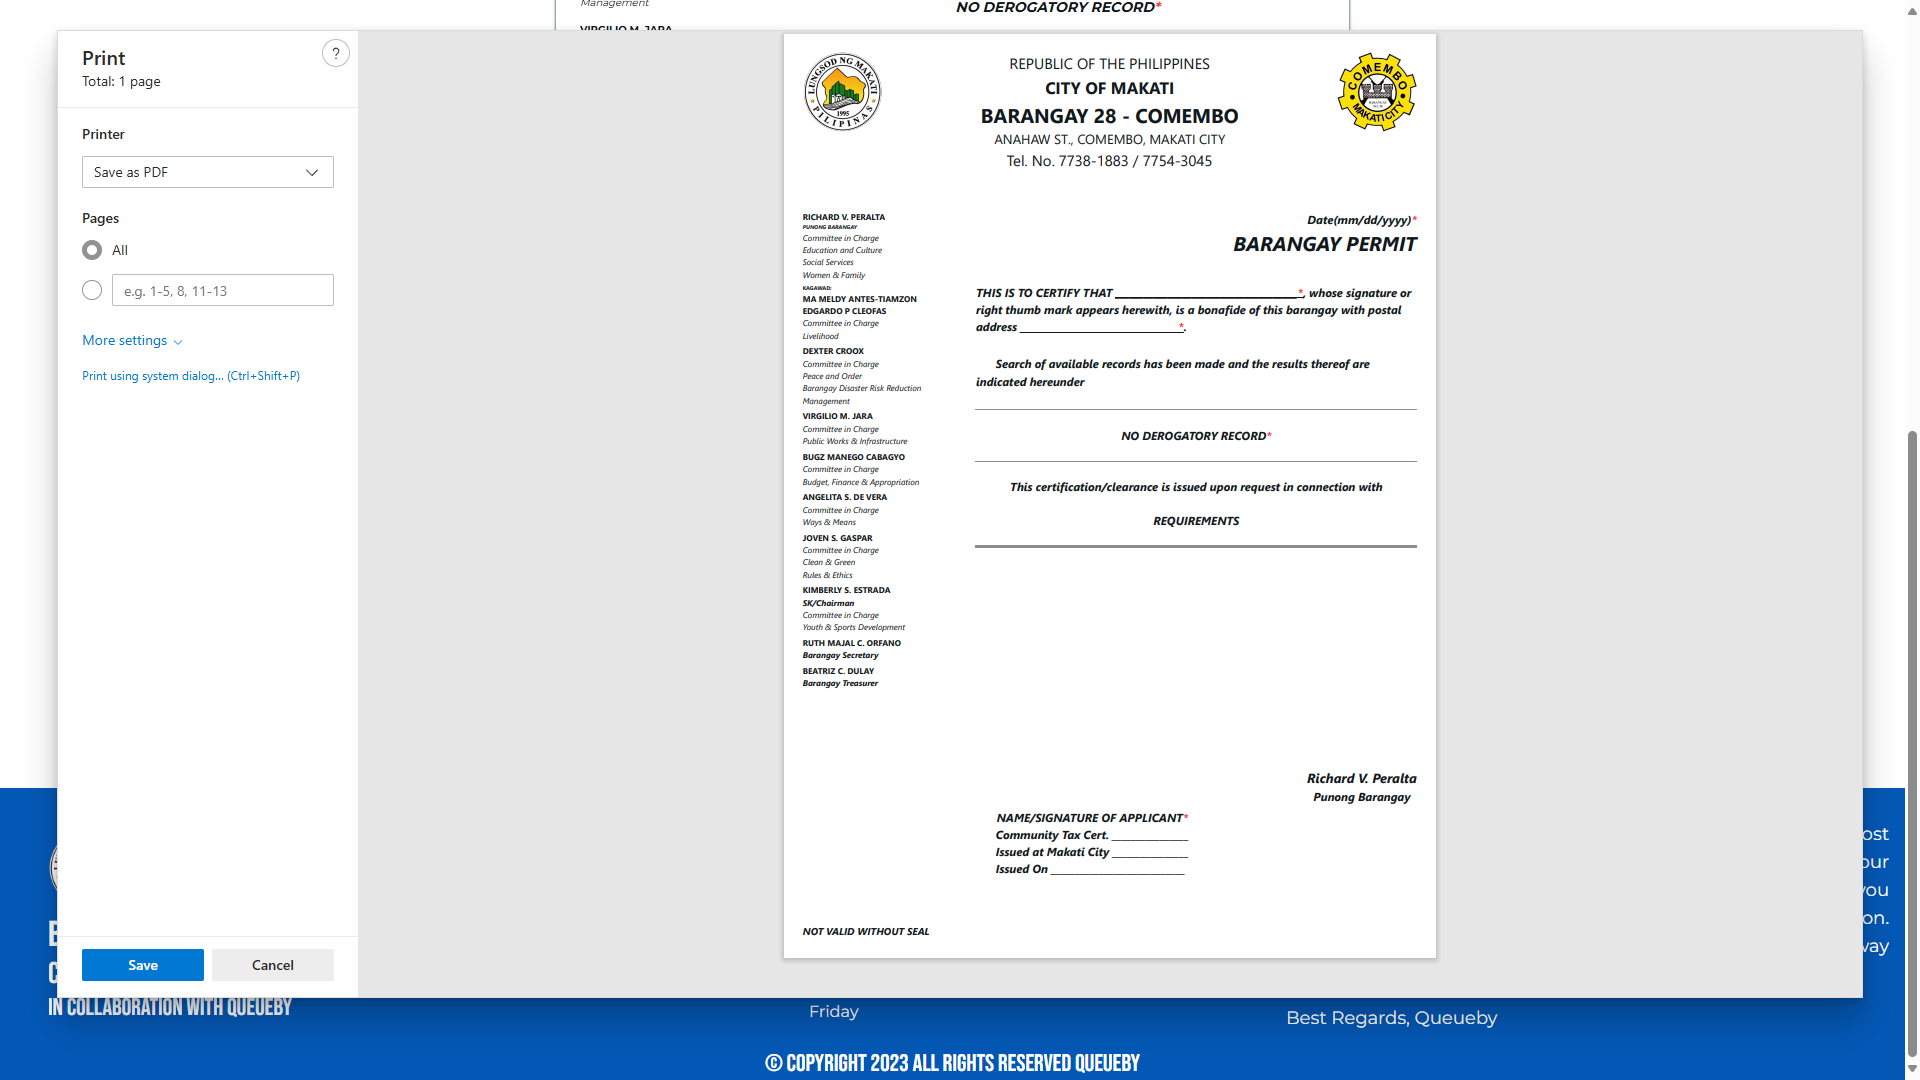 Management
NO DEROGATORY RECORD*
VIRGILIO M. JARA
Print
Total: 1 page
?
Printer
Save as PDF
Pages
All
e.g. 1-5, 8, 11-13
More settings
Print using system dialog... (Ctrl+Shift+P)
Save
Cancel
LUNGSOD NG MAKATI
1995
PILIPINAS
REPUBLIC OF THE PHILIPPINES
CITY OF MAKATI
BARANGAY 28 - COMEMBO
ANAHAW ST., COMEMBO, MAKATI CITY
Tel. No. 7738-1883 / 7754-3045
COMEMBO
MAKATI CITY
RICHARD V. PERALTA
PUNONG BARANGAY
Committee in Charge
Education and Culture
Social Services
Women & Family
KAGAWAD:
MA MELDY ANTES-TIAMZON
EDGARDO P CLEOFAS
Committee in Charge
Livelihood
DEXTER CROOX
Committee in Charge
Peace and Order
Barangay Disaster Risk Reduction
Management
VIRGILIO M. JARA
Committee in Charge
Public Works & Infrastructure
BUGZ MANEGO CABAGYO
Committee in Charge
Budget, Finance & Appropriation
ANGELITA S. DE VERA
Committee in Charge
Ways & Means
JOVEN S. GASPAR
Committee in Charge
Clean & Green
Rules & Ethics
KIMBERLY S. ESTRADA
SK/Chairman
Committee in Charge
Youth & Sports Development
RUTH MAJAL C. ORFANO
Barangay Secretary
BEATRIZ C. DULAY
Barangay Treasurer
Date(mm/dd/yyyy)*
BARANGAY PERMIT
THIS IS TO CERTIFY THAT ____________________________*, whose signature or
right thumb mark appears herewith, is a bonafide of this barangay with postal
address _________________________*.
Search of available records has been made and the results thereof are
indicated hereunder
NO DEROGATORY RECORD*
This certification/clearance is issued upon request in connection with
REQUIREMENTS
Richard V. Peralta
Punong Barangay
NAME/SIGNATURE OF APPLICANT*
Community Tax Cert. ____________
Issued at Makati City ____________
Issued On _____________________
NOT VALID WITHOUT SEAL
IN COLLABORATION WITH QUEUEBY
Friday
ost
our
you
on.
way
Best Regards, Queueby
© COPYRIGHT 2023 ALL RIGHTS RESERVED QUEUEBY